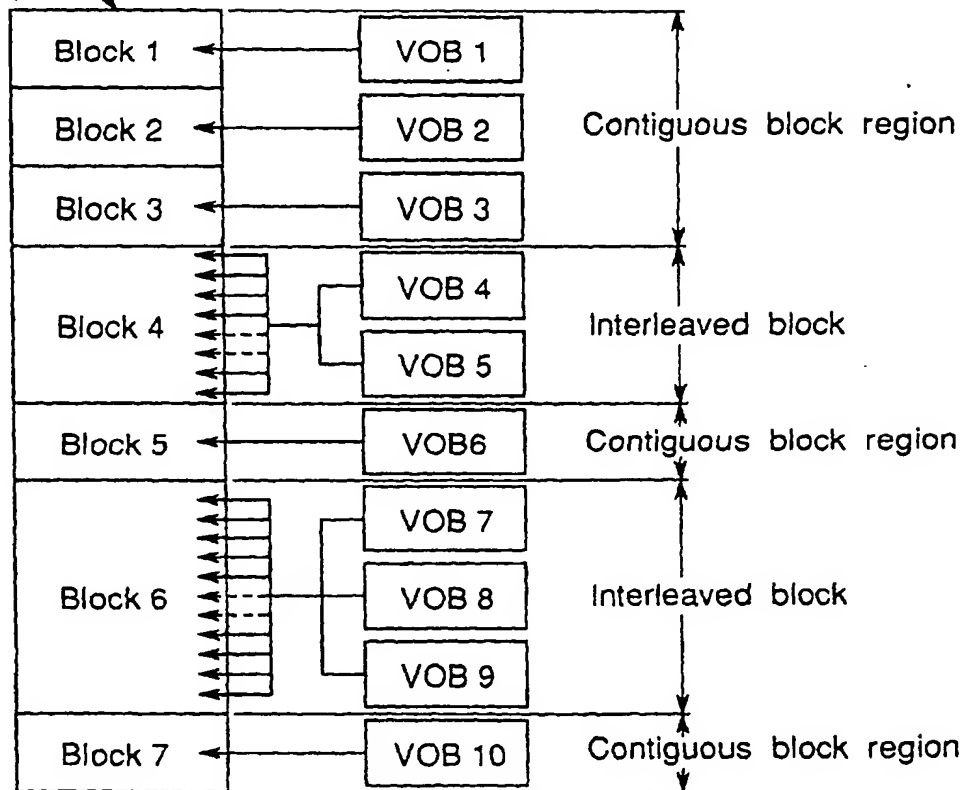 Block 1 VOB 1
Block 2 VOB 2 Contiguous block region
Block 3 VOB 3
VOB 4
Block 4 Interleaved block
VOB 5
Block 5 VOB6 Contiguous block region
VOB 7
Block 6 VOB 8 Interleaved block
VOB 9
Block 7 VOB 10 Contiguous block region